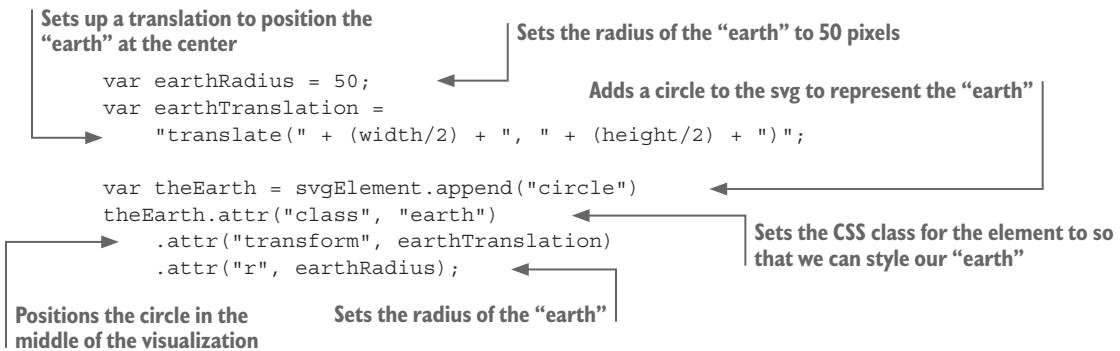 Sets up a translation to position the
“earth” at the center
Sets the radius of the “earth” to 50 pixels
var earthRadius = 50;
Adds a circle to the svg to represent the “earth”
var earthTranslation =
"translate(" + (width/2) + ", " + (height/2) + ")";
var theEarth = svgElement.append("circle")
theEarth.attr("class", "earth")
.attr("transform", earthTranslation)
.attr("r", earthRadius);
Sets the CSS class for the element to so
that we can style our “earth”
Positions the circle in the
middle of the visualization
Sets the radius of the “earth”